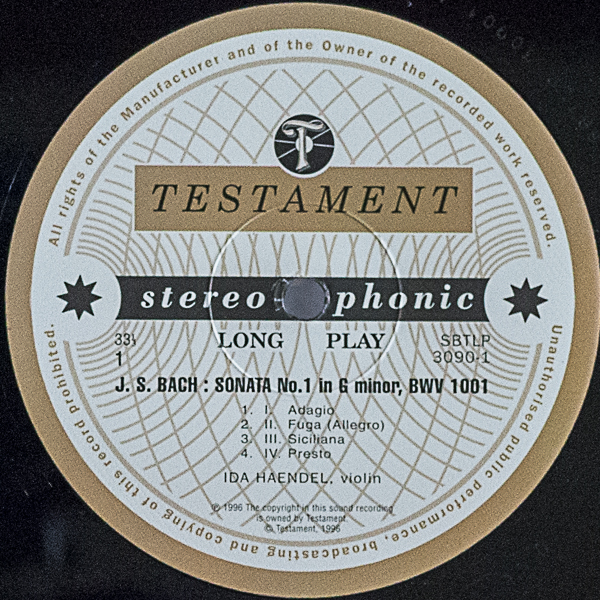 All rights of the Manufacturer and of the Owner of the recorded work reserved.
T
TESTAMENT
stereo phonic
33⅓ LONG PLAY SBTLP
1 3090-1
J. S. BACH : SONATA No.1 in G minor, BWV 1001
1. I. Adagio
2. II. Fuga (Allegro)
3. III. Siciliana
4. IV. Presto
IDA HAENDEL, violin
℗ 1996 The copyright in this sound recording
is owned by Testament.
© Testament, 1996
Unauthorised public performance, broadcasting and copying of this record prohibited.